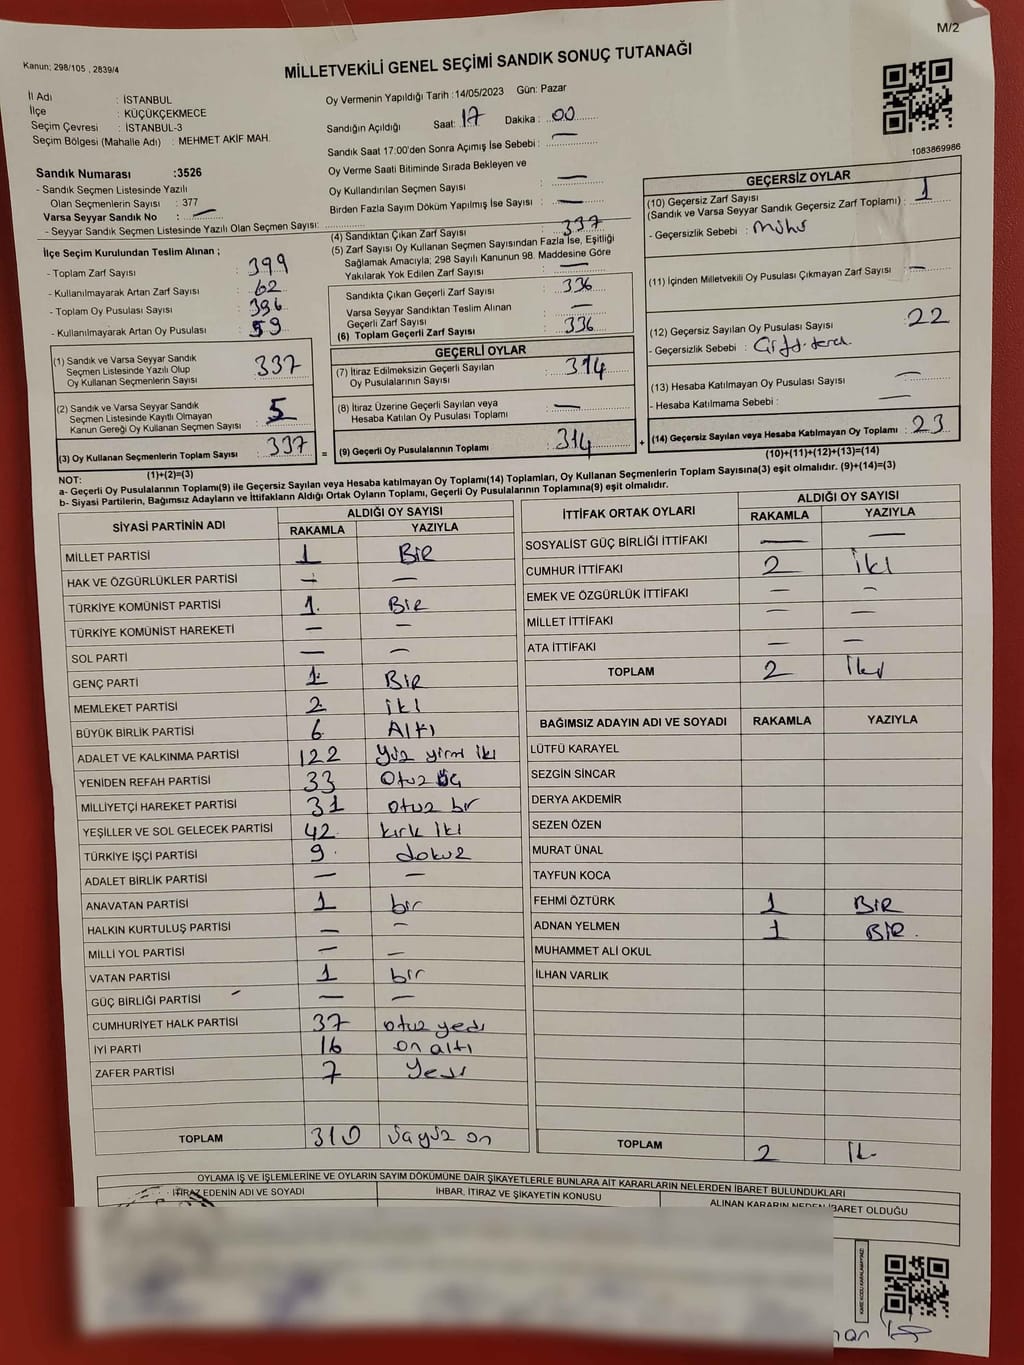 M/2
Kanun; 298/105 , 2839/4
MİLLETVEKİLİ GENEL SEÇİMİ SANDIK SONUÇ TUTANAĞI
İl Adı : İSTANBUL
İlçe : KÜÇÜKÇEKMECE
Seçim Çevresi : İSTANBUL-3
Seçim Bölgesi (Mahalle Adı) : MEHMET AKİF MAH.
Sandık Numarası :3526
- Sandık Seçmen Listesinde Yazılı
Olan Seçmenlerin Sayısı : 377
Varsa Seyyar Sandık No : —
- Seyyar Sandık Seçmen Listesinde Yazılı Olan Seçmen Sayısı:
Oy Vermenin Yapıldığı Tarih :14/05/2023 Gün: Pazar
Sandığın Açıldığı Saat: 17 Dakika : 00
Sandık Saat 17:00'den Sonra Açımış İse Sebebi : —
Oy Verme Saati Bitiminde Sırada Bekleyen ve
Oy Kullandırılan Seçmen Sayısı : —
Birden Fazla Sayım Döküm Yapılmış İse Sayısı : —
1083869986
İlçe Seçim Kurulundan Teslim Alınan ;
- Toplam Zarf Sayısı : 399
- Kullanılmayarak Artan Zarf Sayısı : 62
- Toplam Oy Pusulası Sayısı : 396
- Kullanılmayarak Artan Oy Pusulası : 59
(1) Sandık ve Varsa Seyyar Sandık
Seçmen Listesinde Yazılı Olup
Oy Kullanan Seçmenlerin Sayısı : 337
(2) Sandık ve Varsa Seyyar Sandık
Seçmen Listesinde Kayıtlı Olmayan
Kanun Gereği Oy Kullanan Seçmen Sayısı : 5
(3) Oy Kullanan Seçmenlerin Toplam Sayısı : 337
(1)+(2)=(3)
(4) Sandıktan Çıkan Zarf Sayısı : 337
(5) Zarf Sayısı Oy Kullanan Seçmen Sayısından Fazla İse, Eşitliği
Sağlamak Amacıyla; 298 Sayılı Kanunun 98. Maddesine Göre
Yakılarak Yok Edilen Zarf Sayısı : —
Sandıkta Çıkan Geçerli Zarf Sayısı : 336
Varsa Seyyar Sandıktan Teslim Alınan
Geçerli Zarf Sayısı : —
(6) Toplam Geçerli Zarf Sayısı : 336
GEÇERLİ OYLAR
(7) İtiraz Edilmeksizin Geçerli Sayılan
Oy Pusulalarının Sayısı : 314
(8) İtiraz Üzerine Geçerli Sayılan veya
Hesaba Katılan Oy Pusulası Toplamı : —
= (9) Geçerli Oy Pusulalarının Toplamı : 314
GEÇERSİZ OYLAR
(10) Geçersiz Zarf Sayısı
(Sandık ve Varsa Seyyar Sandık Geçersiz Zarf Toplamı) : 1
- Geçersizlik Sebebi : mühr
(11) İçinden Milletvekili Oy Pusulası Çıkmayan Zarf Sayısı : —
(12) Geçersiz Sayılan Oy Pusulası Sayısı : 22
- Geçersizlik Sebebi :
(13) Hesaba Katılmayan Oy Pusulası Sayısı : —
- Hesaba Katılmama Sebebi : —
+ (14) Geçersiz Sayılan veya Hesaba Katılmayan Oy Toplamı : 23
(10)+(11)+(12)+(13)=(14)
NOT:
a- Geçerli Oy Pusulalarının Toplamı(9) ile Geçersiz Sayılan veya Hesaba katılmayan Oy Toplamı(14) Toplamları, Oy Kullanan Seçmenlerin Toplam Sayısına(3) eşit olmalıdır. (9)+(14)=(3)
b- Siyasi Partilerin, Bağımsız Adayların ve İttifakların Aldığı Ortak Oyların Toplamı, Geçerli Oy Pusulalarının Toplamına(9) eşit olmalıdır.
SİYASİ PARTİNİN ADI ALDIĞI OY SAYISI
RAKAMLA YAZIYLA
MİLLET PARTİSİ 1 BİR
HAK VE ÖZGÜRLÜKLER PARTİSİ — —
TÜRKİYE KOMÜNİST PARTİSİ 1. BİR
TÜRKİYE KOMÜNİST HAREKETİ — —
SOL PARTİ — —
GENÇ PARTİ 1 BİR
MEMLEKET PARTİSİ 2 iki
BÜYÜK BİRLİK PARTİSİ 6 Altı
ADALET VE KALKINMA PARTİSİ 122 Yüz yirmi iki
YENİDEN REFAH PARTİSİ 33 Otuz üç
MİLLİYETÇİ HAREKET PARTİSİ 31 otuz bir
YEŞİLLER VE SOL GELECEK PARTİSİ 42 kırk iki
TÜRKİYE İŞÇİ PARTİSİ 9 dokuz
ADALET BİRLİK PARTİSİ — —
ANAVATAN PARTİSİ 1 bir
HALKIN KURTULUŞ PARTİSİ — —
MİLLİ YOL PARTİSİ — —
VATAN PARTİSİ 1 bir
GÜÇ BİRLİĞİ PARTİSİ — —
CUMHURİYET HALK PARTİSİ 37 otuz yedi
İYİ PARTİ 16 on altı
ZAFER PARTİSİ 7 Yedi
TOPLAM 310 üçyüz on
İTTİFAK ORTAK OYLARI ALDIĞI OY SAYISI
RAKAMLA YAZIYLA
SOSYALİST GÜÇ BİRLİĞİ İTTİFAKI — —
CUMHUR İTTİFAKI 2 iki
EMEK VE ÖZGÜRLÜK İTTİFAKI — —
MİLLET İTTİFAKI — —
ATA İTTİFAKI — —
TOPLAM 2 iki
BAĞIMSIZ ADAYIN ADI VE SOYADI RAKAMLA YAZIYLA
LÜTFÜ KARAYEL
SEZGİN SİNCAR
DERYA AKDEMİR
SEZEN ÖZEN
MURAT ÜNAL
TAYFUN KOCA
FEHMİ ÖZTÜRK 1 BİR
ADNAN YELMEN 1 BİR.
MUHAMMET ALİ OKUL
İLHAN VARLIK
TOPLAM 2
OYLAMA İŞ VE İŞLEMLERİNE VE OYLARIN SAYIM DÖKÜMÜNE DAİR ŞİKAYETLERLE BUNLARA AİT KARARLARIN NELERDEN İBARET BULUNDUKLARI
İTİRAZ EDENİN ADI VE SOYADI İHBAR, İTİRAZ VE ŞİKAYETİN KONUSU ALINAN KARARIN NEDEN İBARET OLDUĞU